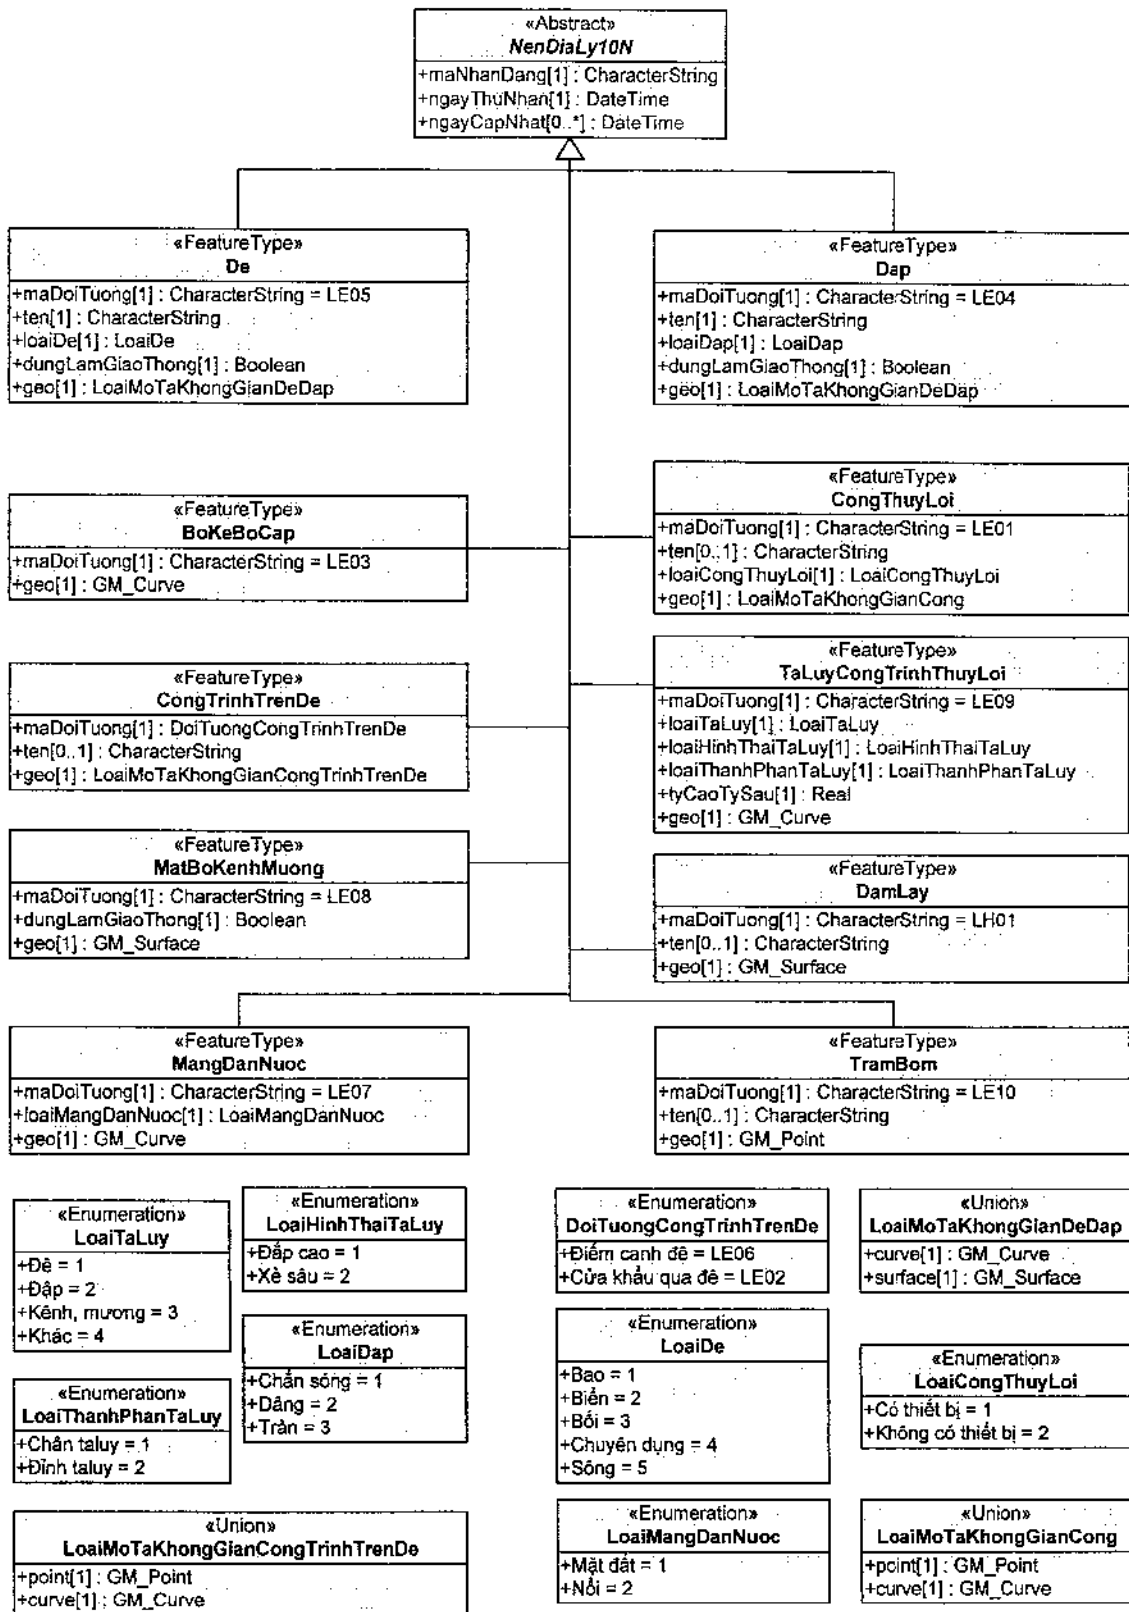 «Abstract»
NenDiaLy10N
+maNhanDang[1] : CharacterString
+ngayThuNhan[1] : DateTime
+ngayCapNhat[0..*] : DateTime
«FeatureType»
De
+maDoiTuong[1] : CharacterString = LE05
+ten[1] : CharacterString
+loaiDe[1] : LoaiDe
+dungLamGiaoThong[1] : Boolean
+geo[1] : LoaiMoTaKhongGianDeDap
«FeatureType»
Dap
+maDoiTuong[1] : CharacterString = LE04
+ten[1] : CharacterString
+loaiDap[1] : LoaiDap
+dungLamGiaoThong[1] : Boolean
+geo[1] : LoaiMoTaKhongGianDeDap
«FeatureType»
BoKeBoCap
+maDoiTuong[1] : CharacterString = LE03
+geo[1] : GM_Curve
«FeatureType»
CongThuyLoi
+maDoiTuong[1] : CharacterString = LE01
+ten[0..1] : CharacterString
+loaiCongThuyLoi[1] : LoaiCongThuyLoi
+geo[1] : LoaiMoTaKhongGianCong
«FeatureType»
CongTrinhTrenDe
+maDoiTuong[1] : DoiTuongCongTrinhTrenDe
+ten[0..1] : CharacterString
+geo[1] : LoaiMoTaKhongGianCongTrinhTrenDe
«FeatureType»
TaLuyCongTrinhThuyLoi
+maDoiTuong[1] : CharacterString = LE09
+loaiTaLuy[1] : LoaiTaLuy
+loaiHinhThaiTaLuy[1] : LoaiHinhThaiTaLuy
+loaiThanhPhanTaLuy[1] : LoaiThanhPhanTaLuy
+tyCaoTySau[1] : Real
+geo[1] : GM_Curve
«FeatureType»
MatBoKenhMuong
+maDoiTuong[1] : CharacterString = LE08
+dungLamGiaoThong[1] : Boolean
+geo[1] : GM_Surface
«FeatureType»
DamLay
+maDoiTuong[1] : CharacterString = LH01
+ten[0..1] : CharacterString
+geo[1] : GM_Surface
«FeatureType»
MangDanNuoc
+maDoiTuong[1] : CharacterString = LE07
+loaiMangDanNuoc[1] : LoaiMangDanNuoc
+geo[1] : GM_Curve
«FeatureType»
TramBom
+maDoiTuong[1] : CharacterString = LE10
+ten[0..1] : CharacterString
+geo[1] : GM_Point
«Enumeration»
LoaiTaLuy
+Đê = 1
+Đập = 2
+Kênh, mương = 3
+Khác = 4
«Enumeration»
LoaiHinhThaiTaLuy
+Đắp cao = 1
+Xẻ sâu = 2
«Enumeration»
DoiTuongCongTrinhTrenDe
+Điếm canh đê = LE06
+Cửa khẩu qua đê = LE02
«Union»
LoaiMoTaKhongGianDeDap
+curve[1] : GM_Curve
+surface[1] : GM_Surface
«Enumeration»
LoaiThanhPhanTaLuy
+Chân taluy = 1
+Đỉnh taluy = 2
«Enumeration»
LoaiDap
+Chắn sóng = 1
+Dâng = 2
+Tràn = 3
«Enumeration»
LoaiDe
+Bao = 1
+Biển = 2
+Bối = 3
+Chuyên dụng = 4
+Sông = 5
«Enumeration»
LoaiCongThuyLoi
+Có thiết bị = 1
+Không có thiết bị = 2
«Union»
LoaiMoTaKhongGianCongTrinhTrenDe
+point[1] : GM_Point
+curve[1] : GM_Curve
«Enumeration»
LoaiMangDanNuoc
+Mặt đất = 1
+Nổi = 2
«Union»
LoaiMoTaKhongGianCong
+point[1] : GM_Point
+curve[1] : GM_Curve